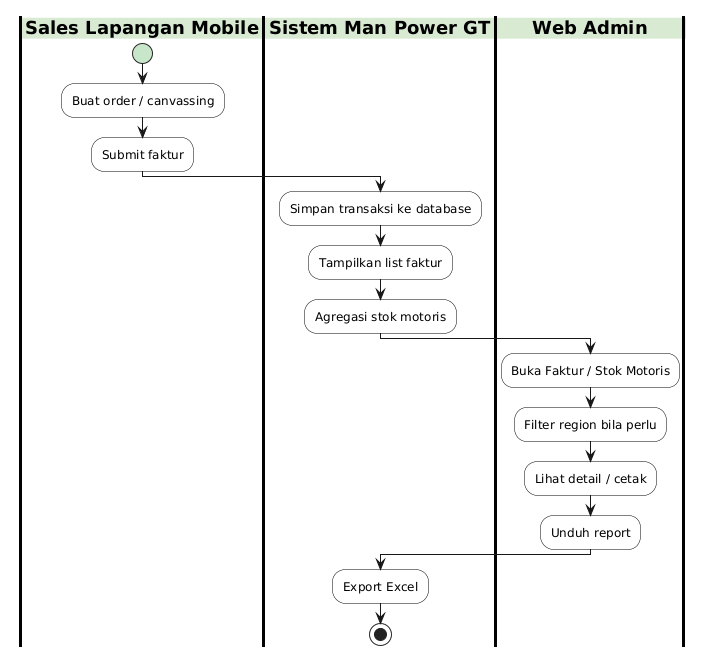 Sales Lapangan Mobile
Sistem Man Power GT
Web Admin
Buat order / canvassing
Submit faktur
Simpan transaksi ke database
Tampilkan list faktur
Agregasi stok motoris
Buka Faktur / Stok Motoris
Filter region bila perlu
Lihat detail / cetak
Unduh report
Export Excel